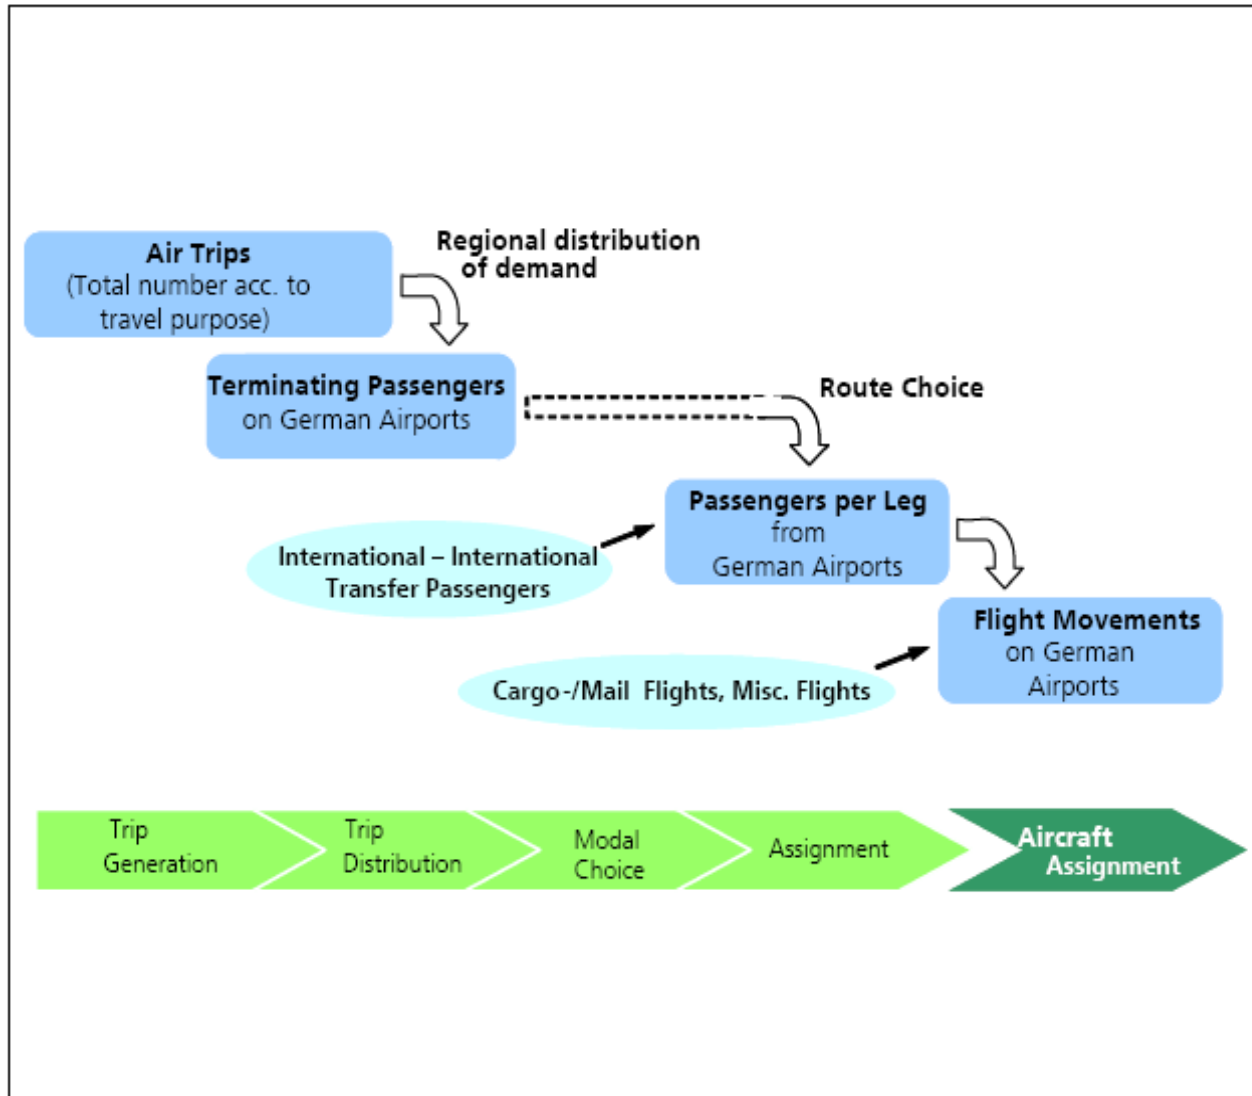 Air Trips
(Total number acc. to
travel purpose)
Regional distribution
of demand
Terminating Passengers
on German Airports
Route Choice
Passengers per Leg
from
German Airports
International – International
Transfer Passengers
Flight Movements
on German
Airports
Cargo-/Mail Flights, Misc. Flights
Trip
Generation
Trip
Distribution
Modal
Choice
Assignment
Aircraft
Assignment